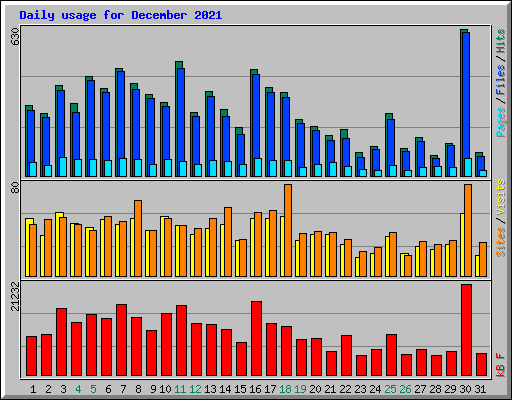 Daily usage for December 2021
630
Pages / Files / Hits
80
Sites / Visits
21232
kB F
1 2 3 4 5 6 7 8 9 10 11 12 13 14 15 16 17 18 19 20 21 22 23 24 25 26 27 28 29 30 31